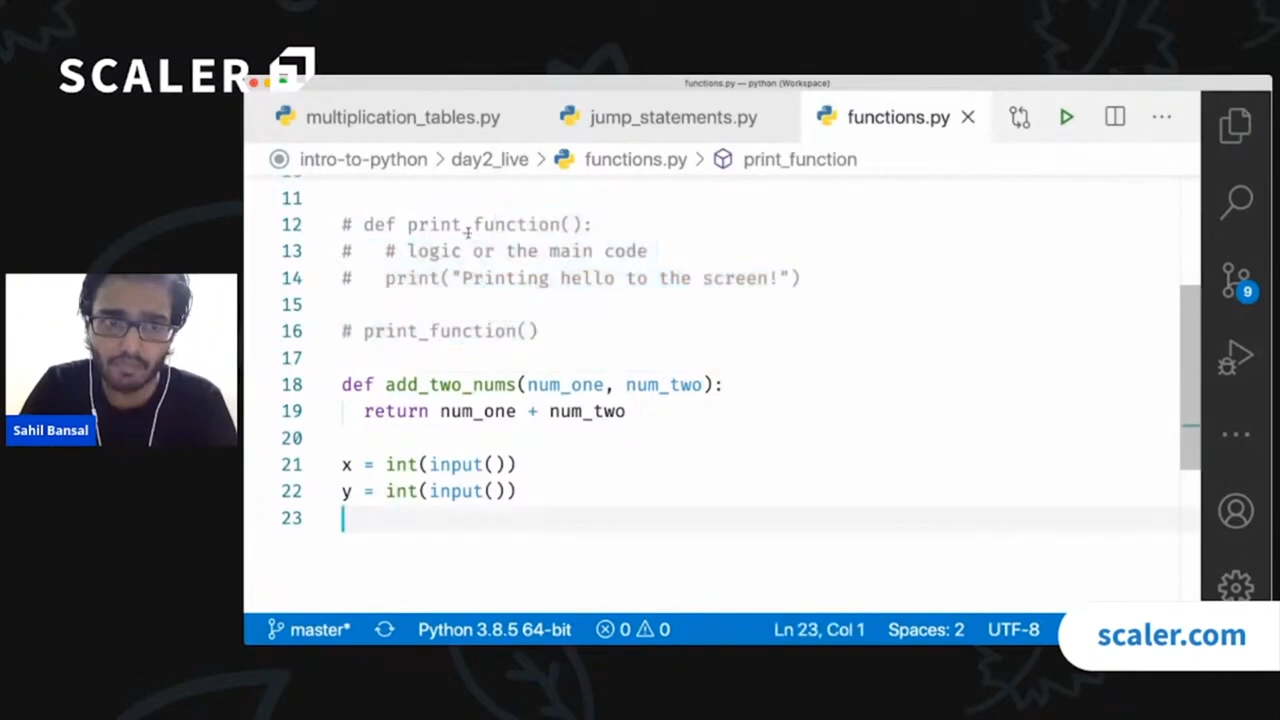 SCALER
functions.py — python (Workspace)
multiplication_tables.py jump_statements.py functions.py
intro-to-python > day2_live > functions.py > print_function
11
12 # def print_function():
13 #   # logic or the main code
14 #   print("Printing hello to the screen!")
15
16 # print_function()
17
18 def add_two_nums(num_one, num_two):
19   return num_one + num_two
20
21 x = int(input())
22 y = int(input())
23
9
Sahil Bansal
master* Python 3.8.5 64-bit 0 0 Ln 23, Col 1 Spaces: 2 UTF-8
scaler.com